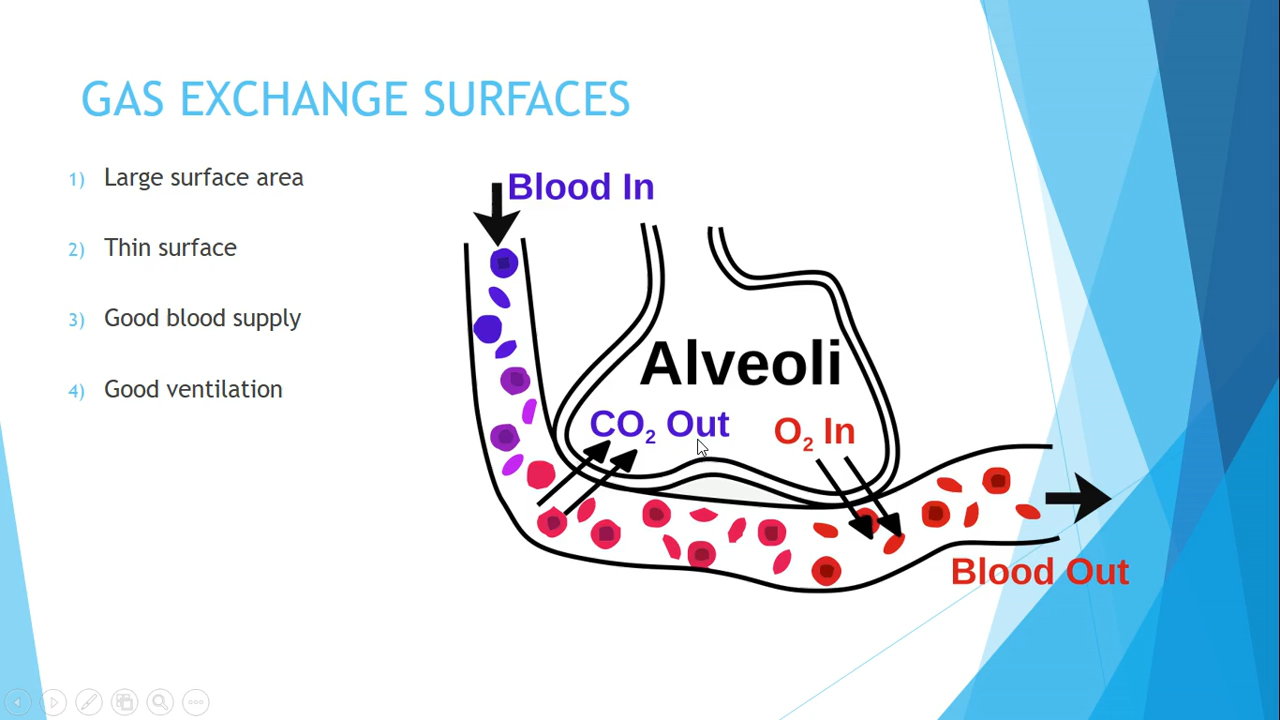 GAS EXCHANGE SURFACES
1) Large surface area
2) Thin surface
3) Good blood supply
4) Good ventilation
Blood In
Alveoli
CO₂ Out
O₂ In
Blood Out